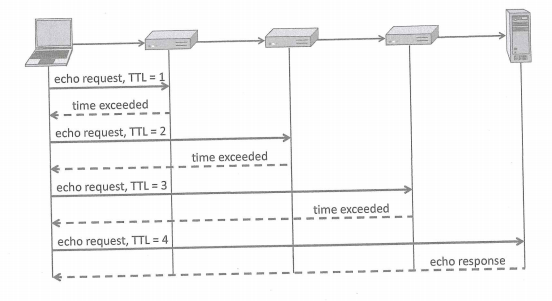 echo request, TTL = 1
time exceeded
echo request, TTL = 2
time exceeded
echo request, TTL = 3
time exceeded
echo request, TTL = 4
echo response